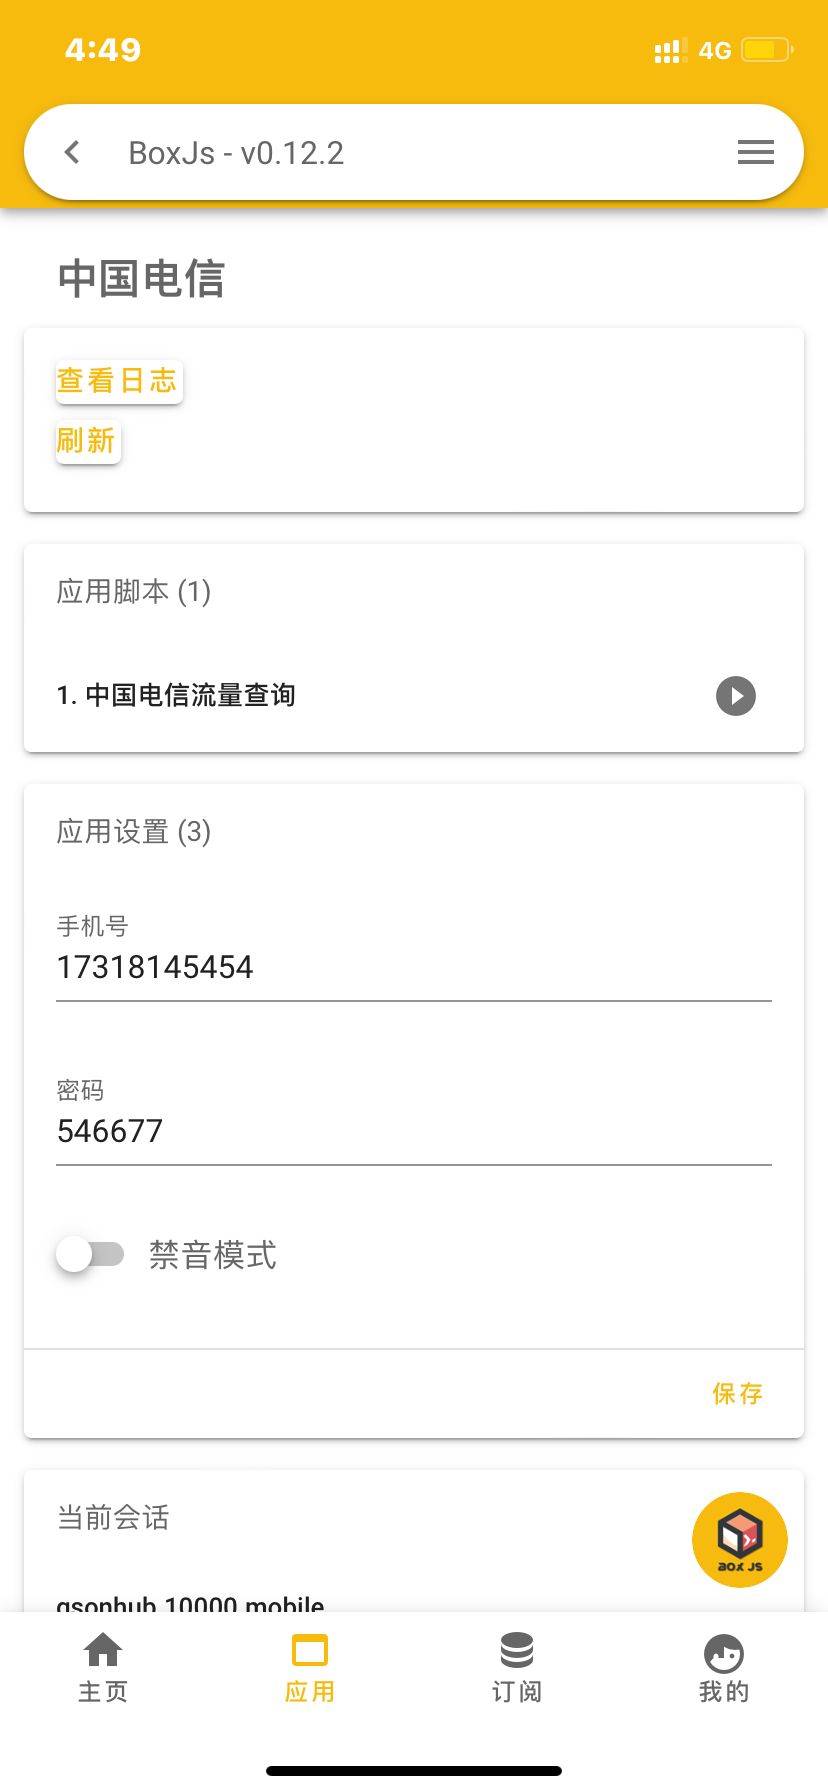 4:49
4G
BoxJs - v0.12.2
中国电信
查看日志
刷新
应用脚本 (1)
1. 中国电信流量查询
应用设置 (3)
手机号
17318145454
密码
546677
禁音模式
保存
当前会话
BOX JS
qsonhub 10000 mobile
主页
应用
订阅
我的